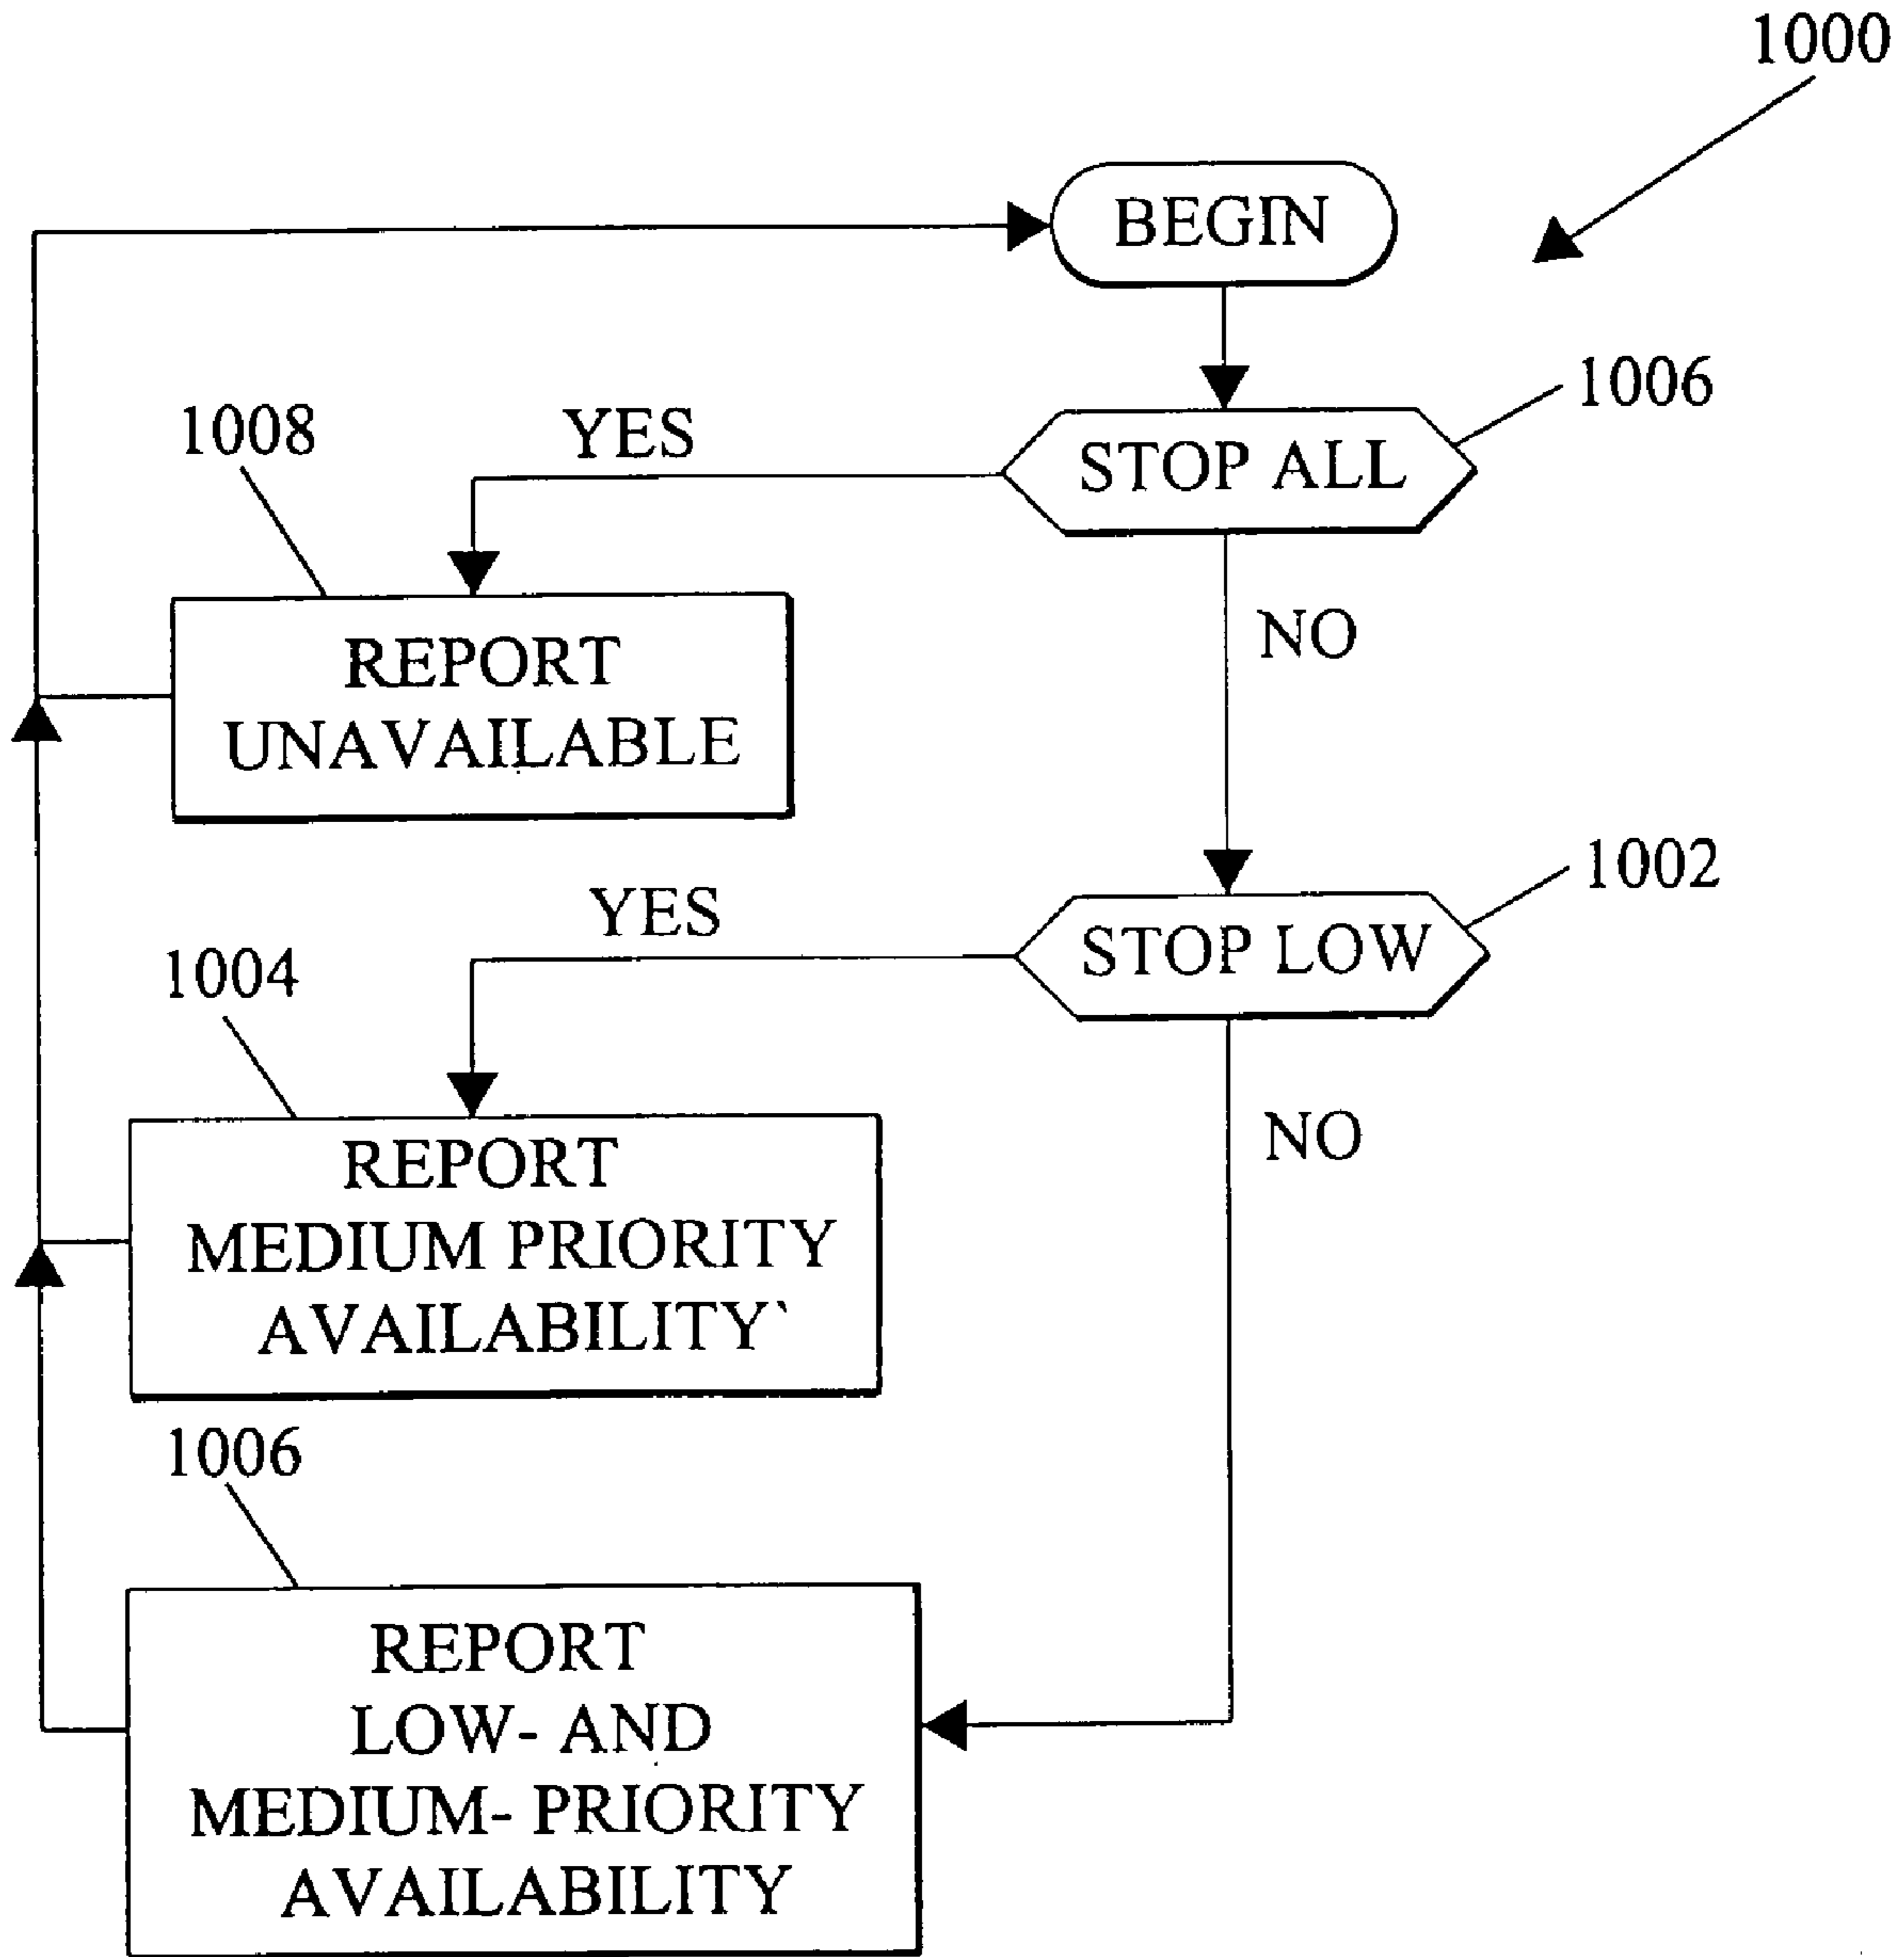 1000
BEGIN
1006
STOP ALL
YES
1008
NO
REPORT
UNAVAILABLE
1002
STOP LOW
YES
1004
NO
REPORT
MEDIUM PRIORITY
AVAILABILITY`
1006
REPORT
LOW- AND
MEDIUM- PRIORITY
AVAILABILITY